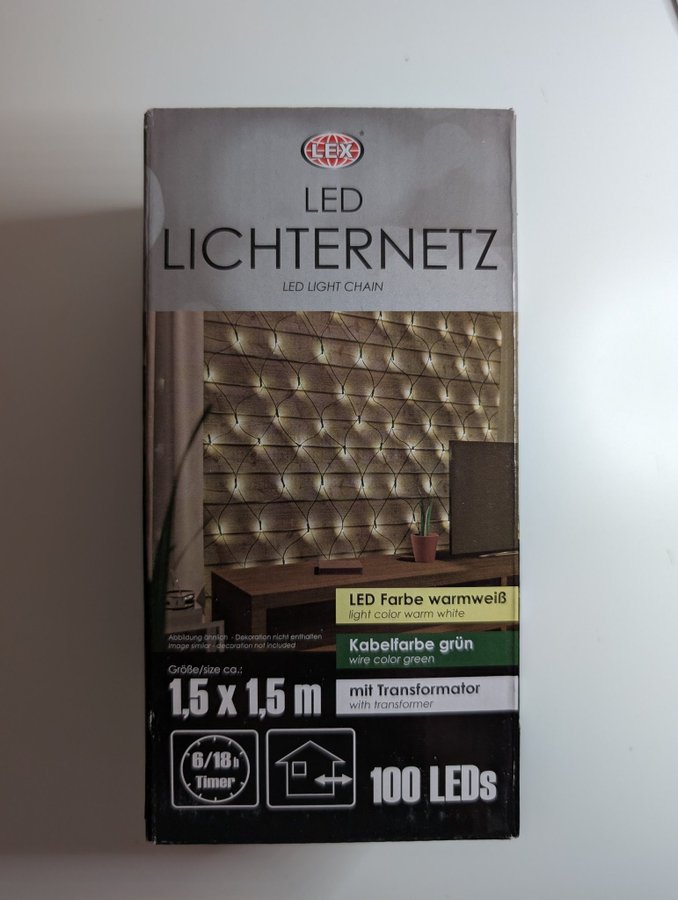 LEX®
LED
LICHTERNETZ
LED LIGHT CHAIN
LED Farbe warmweiß
light color warm white
Kabelfarbe grün
wire color green
mit Transformator
with transformer
Abbildung ähnlich - Dekoration nicht enthalten
Image similar - decoration not included
Größe/size ca.:
1,5 x 1,5 m
6/18h
Timer
100 LEDs